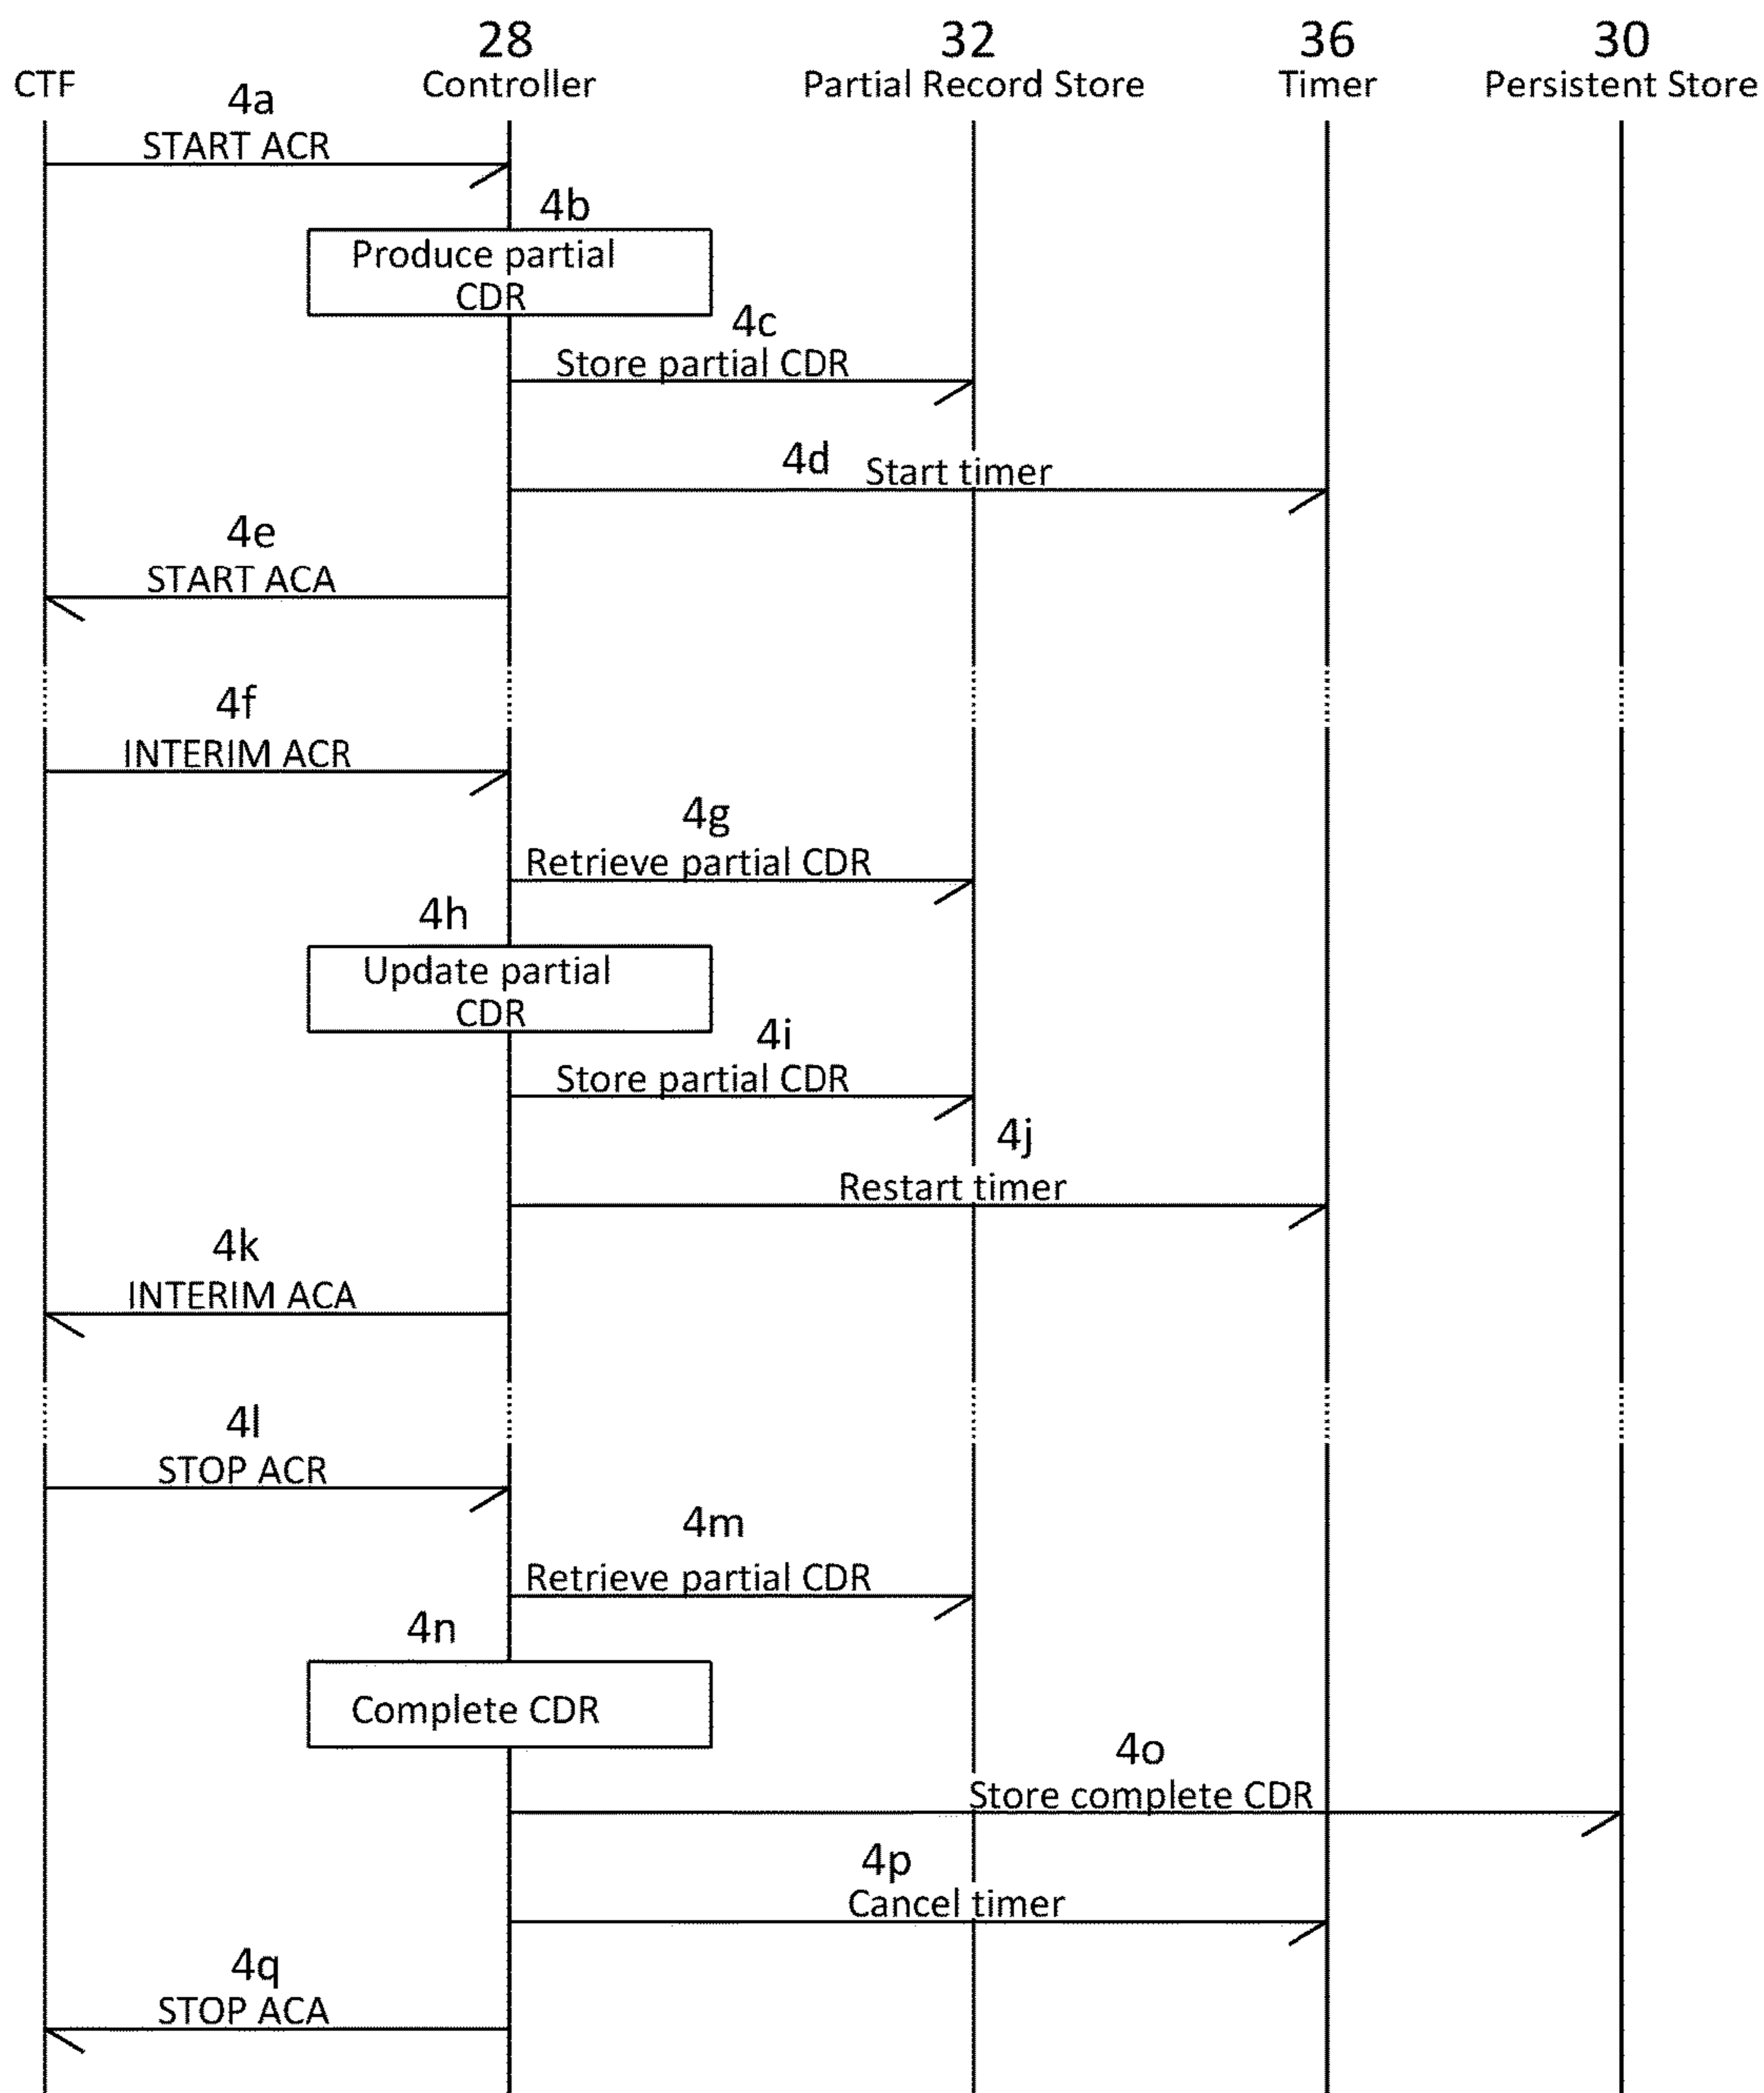 28
32
36
30
CTF
Controller
Partial Record Store
Timer
Persistent Store
4a
START ACR
4b
Produce partial
CDR
4c
Store partial CDR
4d
Start timer
4e
START ACA
4f
INTERIM ACR
4g
Retrieve partial CDR
4h
Update partial
CDR
4i
Store partial CDR
4j
Restart timer
4k
INTERIM ACA
4l
STOP ACR
4m
Retrieve partial CDR
4n
Complete CDR
4o
Store complete CDR
4p
Cancel timer
4q
STOP ACA